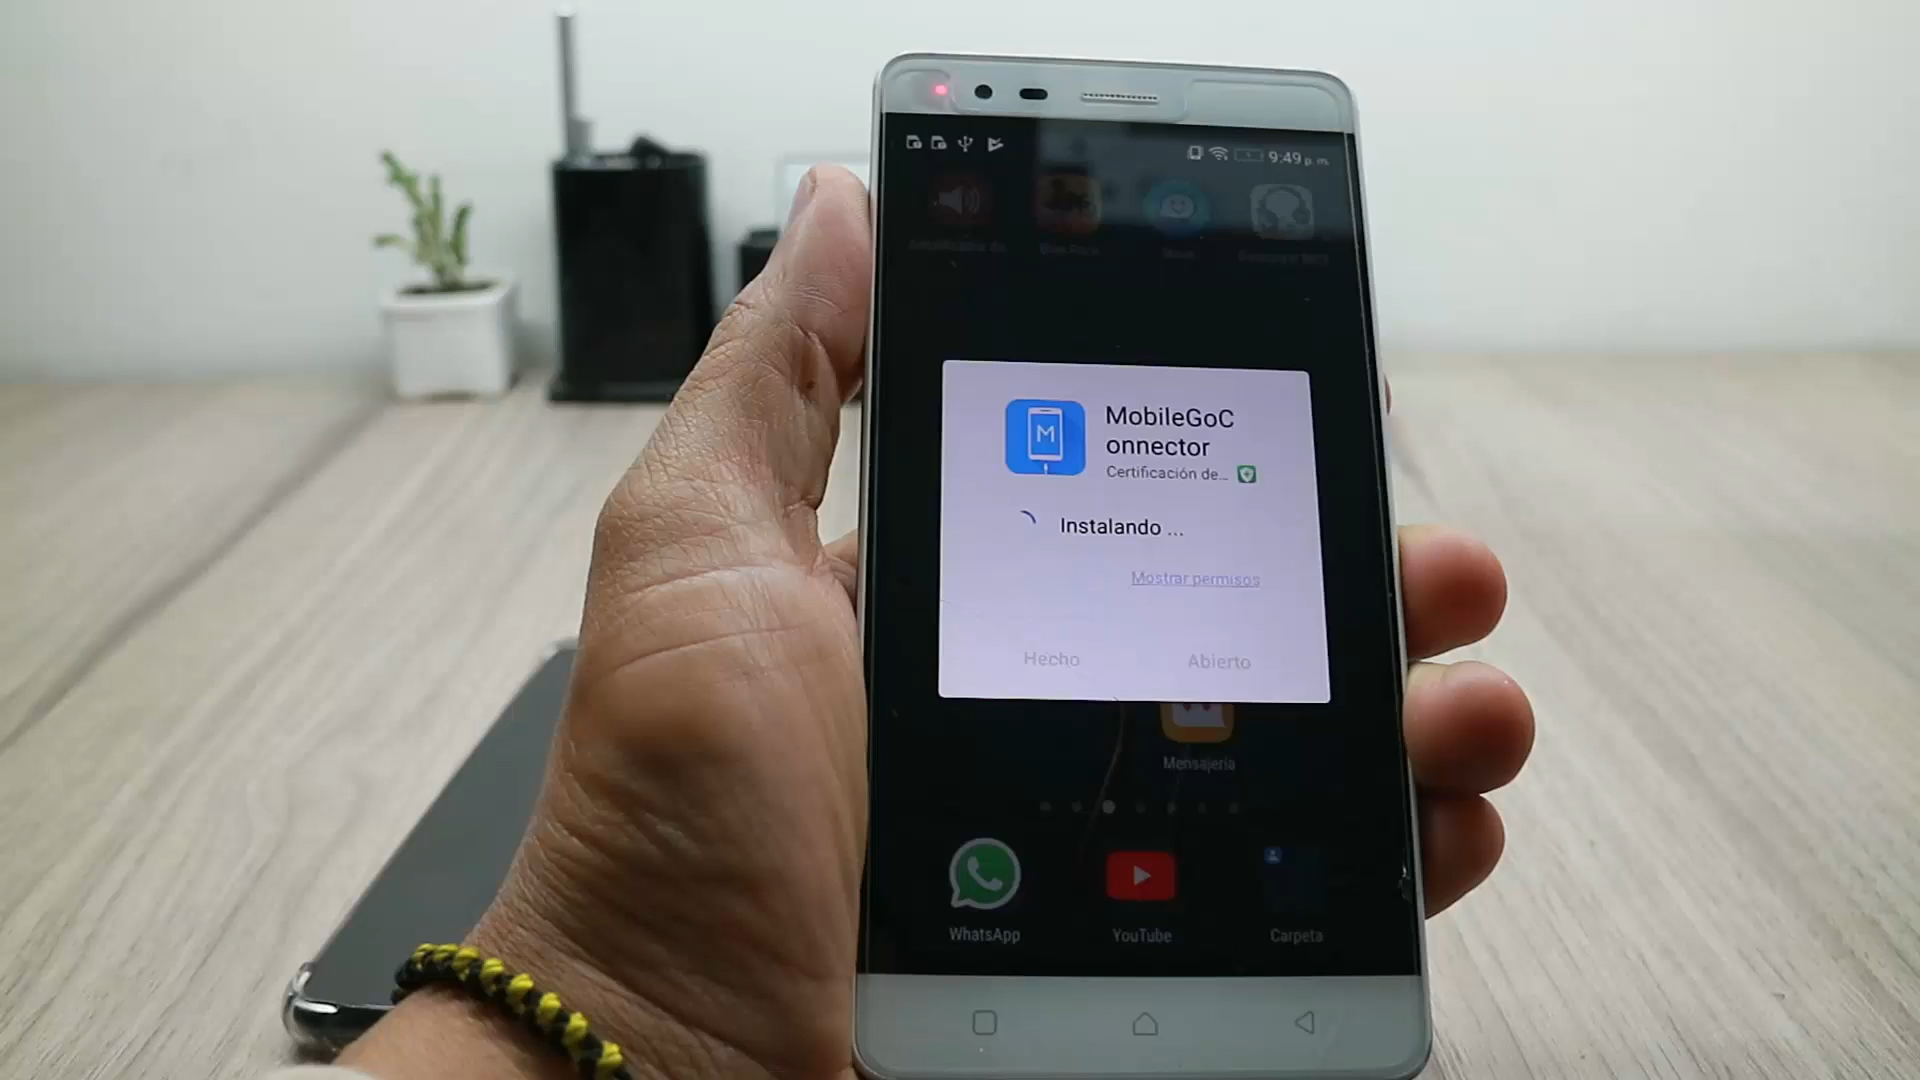 9:49 p. m.
MobileGoC
onnector
Certificación de...
M
Instalando ...
Mostrar permisos
Hecho
Abierto
Mensajería
WhatsApp
YouTube
Carpeta